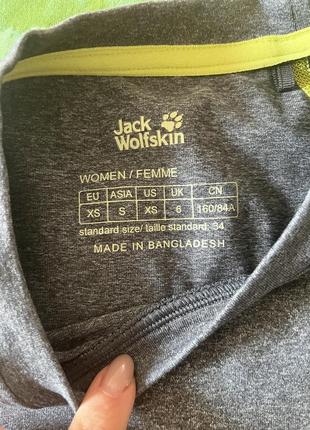 Jack
Wolfskin
WOMEN / FEMME
EU ASIA US UK CN
XS S XS 6 160/84A
standard size/ taille standard: 34
MADE IN BANGLADESH